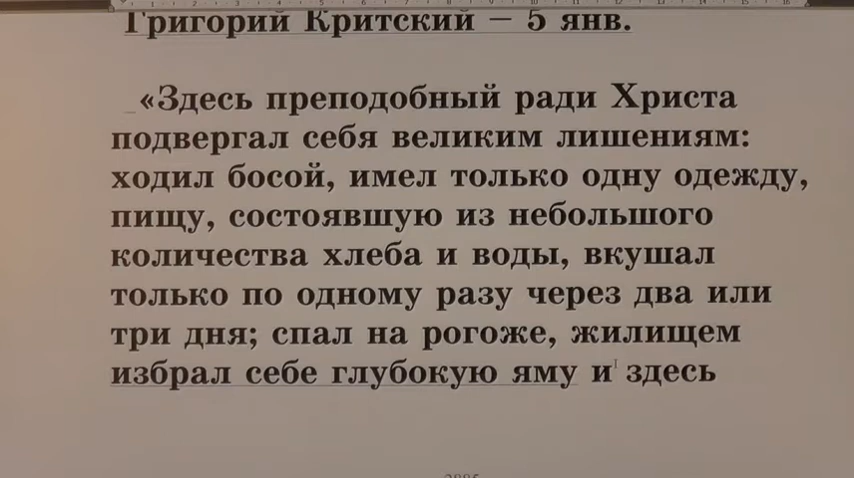 Григорий Критский – 5 янв.
«Здесь преподобный ради Христа
подвергал себя великим лишениям:
ходил босой, имел только одну одежду,
пищу, состоявшую из небольшого
количества хлеба и воды, вкушал
только по одному разу через два или
три дня; спал на рогоже, жилищем
избрал себе глубокую яму и здесь